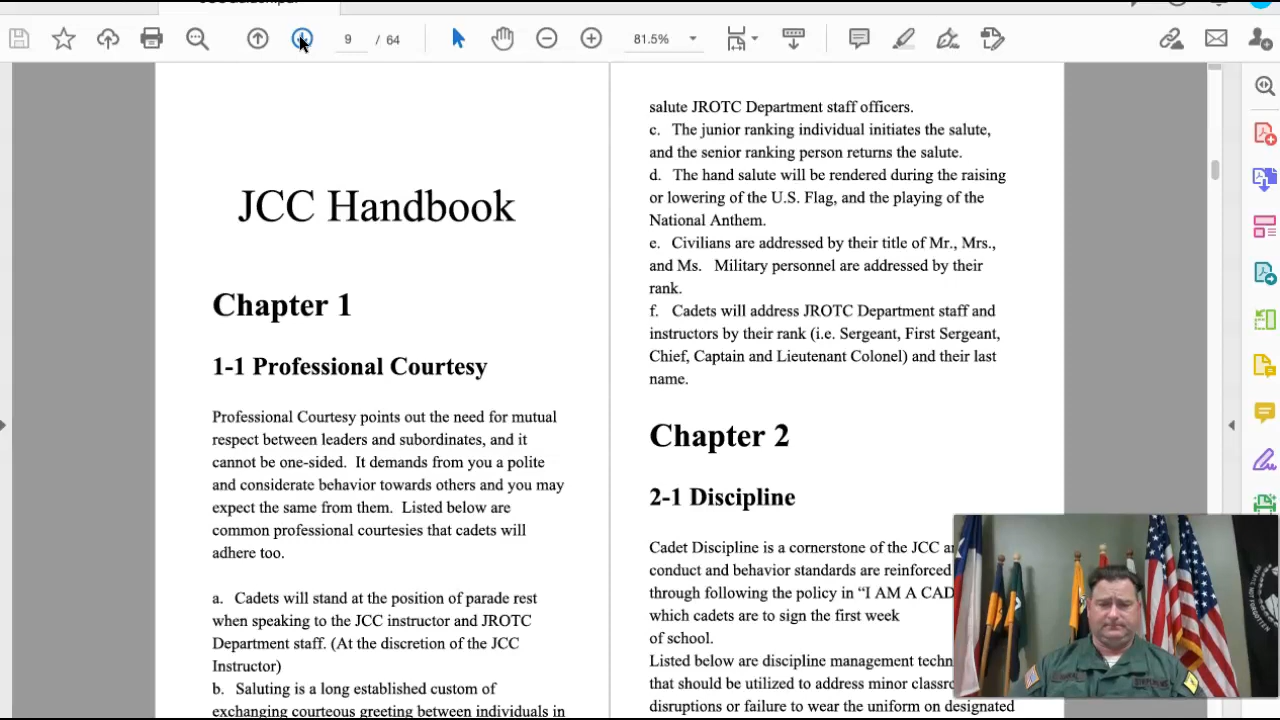 9 / 64
81.5%
JCC Handbook
Chapter 1
1-1 Professional Courtesy
Professional Courtesy points out the need for mutual
respect between leaders and subordinates, and it
cannot be one-sided. It demands from you a polite
and considerate behavior towards others and you may
expect the same from them. Listed below are
common professional courtesies that cadets will
adhere too.
a. Cadets will stand at the position of parade rest
when speaking to the JCC instructor and JROTC
Department staff. (At the discretion of the JCC
Instructor)
b. Saluting is a long established custom of
exchanging courteous greeting between individuals in
salute JROTC Department staff officers.
c. The junior ranking individual initiates the salute,
and the senior ranking person returns the salute.
d. The hand salute will be rendered during the raising
or lowering of the U.S. Flag, and the playing of the
National Anthem.
e. Civilians are addressed by their title of Mr., Mrs.,
and Ms. Military personnel are addressed by their
rank.
f. Cadets will address JROTC Department staff and
instructors by their rank (i.e. Sergeant, First Sergeant,
Chief, Captain and Lieutenant Colonel) and their last
name.
Chapter 2
2-1 Discipline
Cadet Discipline is a cornerstone of the JCC
conduct and behavior standards are reinforced
through following the policy in “I AM A CAD
which cadets are to sign the first week
of school.
Listed below are discipline management techn
that should be utilized to address minor classro
disruptions or failure to wear the uniform on designated